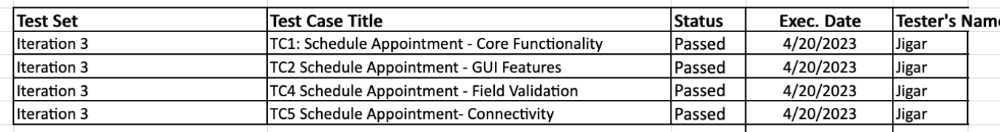 Test Set Test Case Title Status Exec. Date Tester's Nam
Iteration 3 TC1: Schedule Appointment - Core Functionality Passed 4/20/2023 Jigar
Iteration 3 TC2 Schedule Appointment - GUI Features Passed 4/20/2023 Jigar
Iteration 3 TC4 Schedule Appointment - Field Validation Passed 4/20/2023 Jigar
Iteration 3 TC5 Schedule Appointment- Connectivity Passed 4/20/2023 Jigar